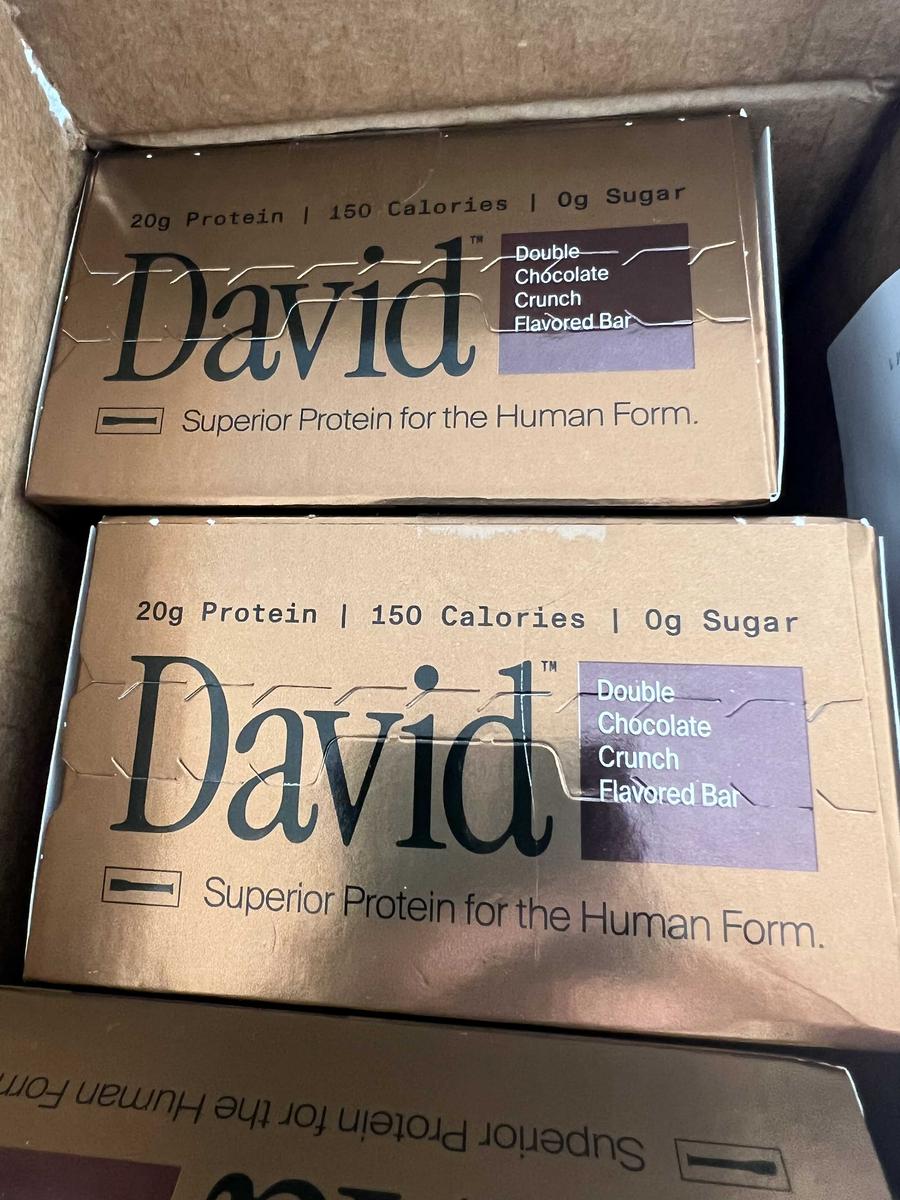 20g Protein | 150 Calories | 0g Sugar
David™
Double
Chocolate
Crunch
Flavored Bar
Superior Protein for the Human Form.
20g Protein | 150 Calories | 0g Sugar
David™
Double
Chocolate
Crunch
Flavored Bar
Superior Protein for the Human Form.
Superior Protein for the Human